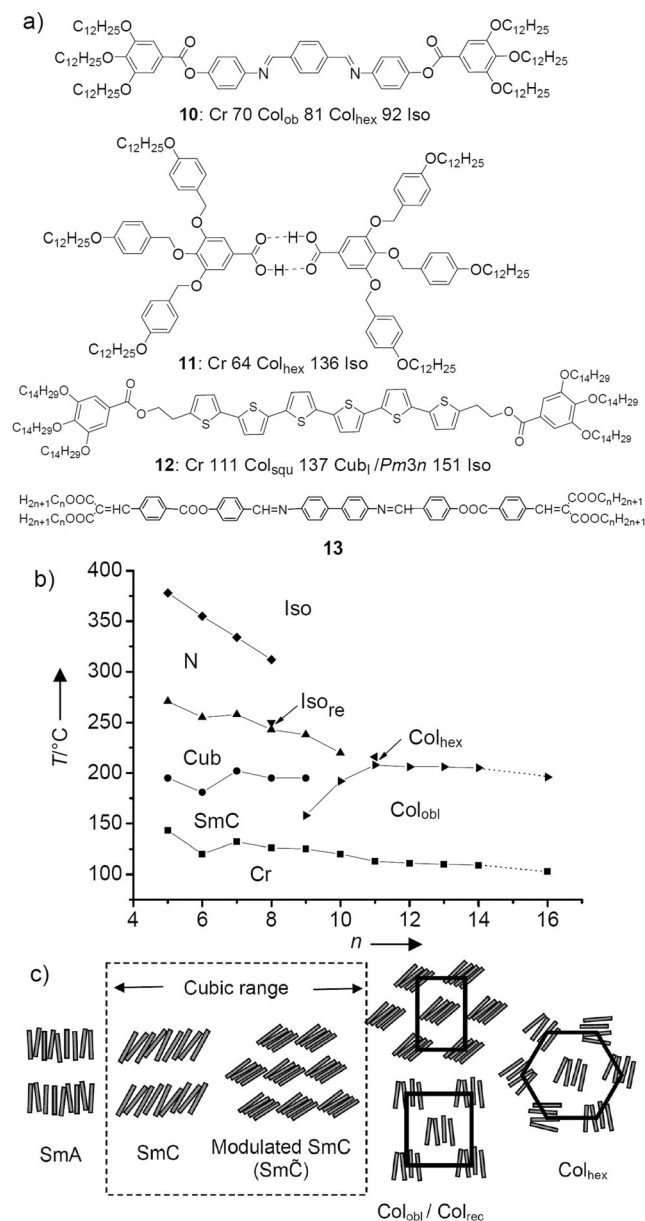 a)
C₁₂H₂₅O
C₁₂H₂₅O
C₁₂H₂₅O
O
O
N
N
O
O
OC₁₂H₂₅
OC₁₂H₂₅
OC₁₂H₂₅
10: Cr 70 Colₒb 81 Colhex 92 Iso
C₁₂H₂₅O
OC₁₂H₂₅
C₁₂H₂₅O
O
O
O
O
H
O
O
H
O
O
O
O
OC₁₂H₂₅
C₁₂H₂₅O
OC₁₂H₂₅
11: Cr 64 Colhex 136 Iso
C₁₄H₂₉O
C₁₄H₂₉O
C₁₄H₂₉O
O
O
S
S
S
S
S
S
O
O
OC₁₄H₂₉
OC₁₄H₂₉
OC₁₄H₂₉
12: Cr 111 Colsqu 137 CubI /Pm3n 151 Iso
H2n+1CnOOC
H2n+1CnOOC
C=HC
COO
CH=N
N=CH
OOC
CH=C
COOCnH2n+1
COOCnH2n+1
13
b)
400
350
300
250
200
150
100
T/°C
Iso
N
Isore
Colhex
Cub
SmC
Colobl
Cr
4
6
8
10
12
14
16
n
c)
Cubic range
SmA
SmC
Modulated SmC
(SmC̃)
Colobl / Colrec
Colhex